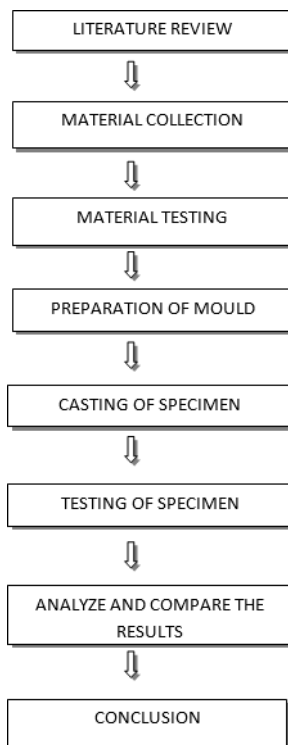 LITERATURE REVIEW
MATERIAL COLLECTION
MATERIAL TESTING
PREPARATION OF MOULD
CASTING OF SPECIMEN
TESTING OF SPECIMEN
ANALYZE AND COMPARE THE
RESULTS
CONCLUSION